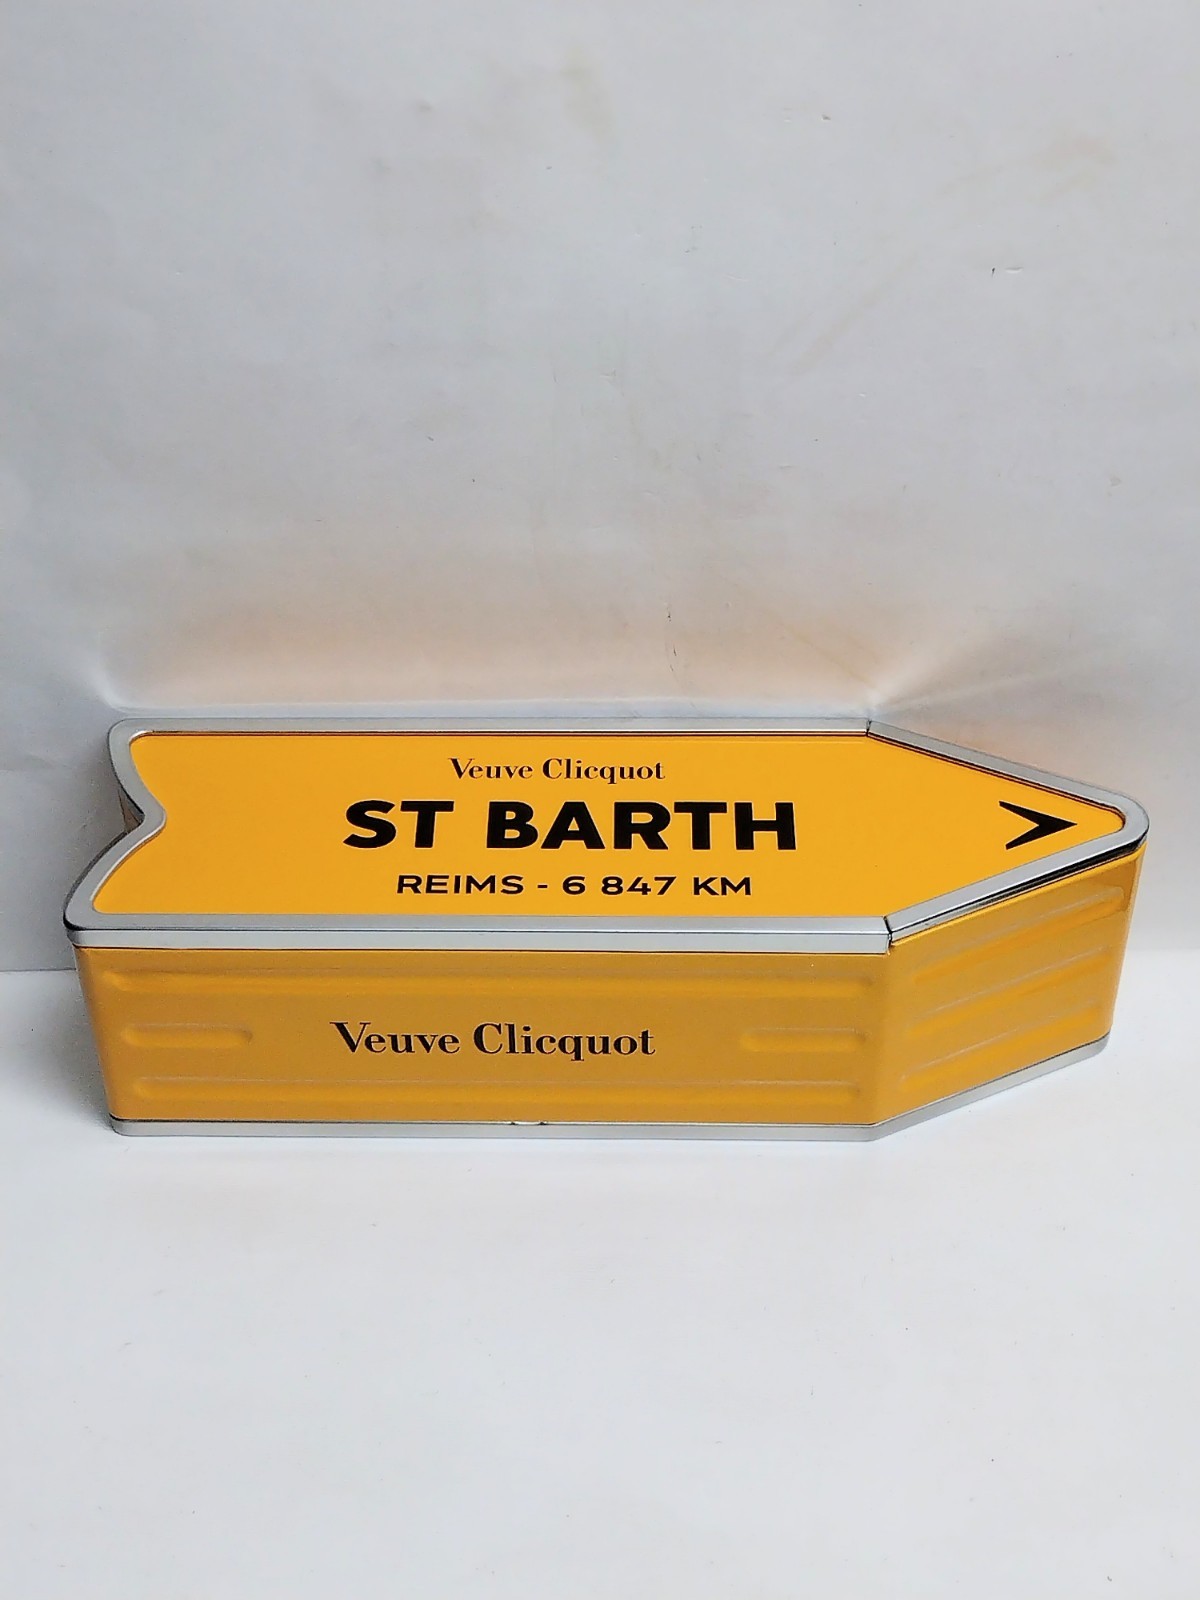 Veuve Clicquot
ST BARTH
REIMS - 6 847 KM
Veuve Clicquot